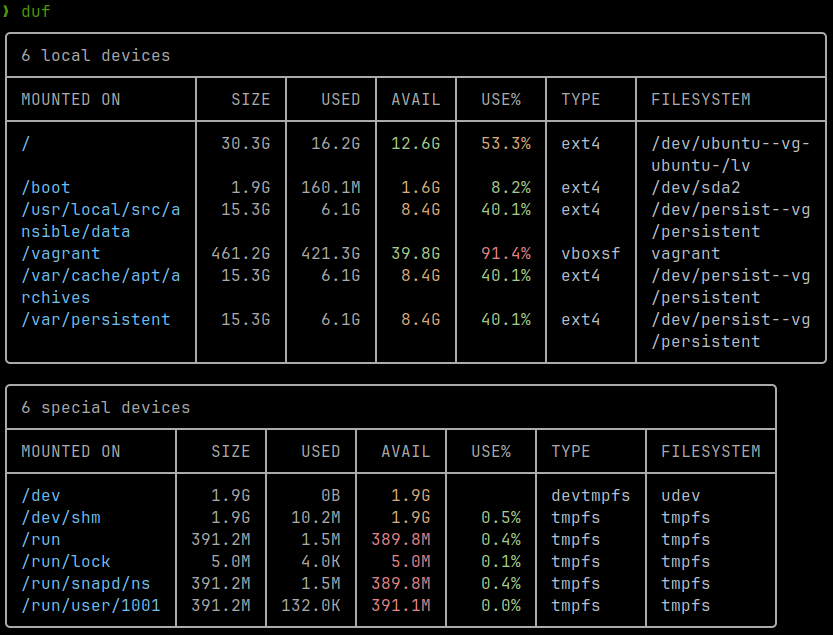 ❯ duf
6 local devices
MOUNTED ON SIZE USED AVAIL USE% TYPE FILESYSTEM
/ 30.3G 16.2G 12.6G 53.3% ext4 /dev/ubuntu--vg-
ubuntu-/lv
/boot 1.9G 160.1M 1.6G 8.2% ext4 /dev/sda2
/usr/local/src/a 15.3G 6.1G 8.4G 40.1% ext4 /dev/persist--vg
nsible/data /persistent
/vagrant 461.2G 421.3G 39.8G 91.4% vboxsf vagrant
/var/cache/apt/a 15.3G 6.1G 8.4G 40.1% ext4 /dev/persist--vg
rchives /persistent
/var/persistent 15.3G 6.1G 8.4G 40.1% ext4 /dev/persist--vg
/persistent
6 special devices
MOUNTED ON SIZE USED AVAIL USE% TYPE FILESYSTEM
/dev 1.9G 0B 1.9G devtmpfs udev
/dev/shm 1.9G 10.2M 1.9G 0.5% tmpfs tmpfs
/run 391.2M 1.5M 389.8M 0.4% tmpfs tmpfs
/run/lock 5.0M 4.0K 5.0M 0.1% tmpfs tmpfs
/run/snapd/ns 391.2M 1.5M 389.8M 0.4% tmpfs tmpfs
/run/user/1001 391.2M 132.0K 391.1M 0.0% tmpfs tmpfs